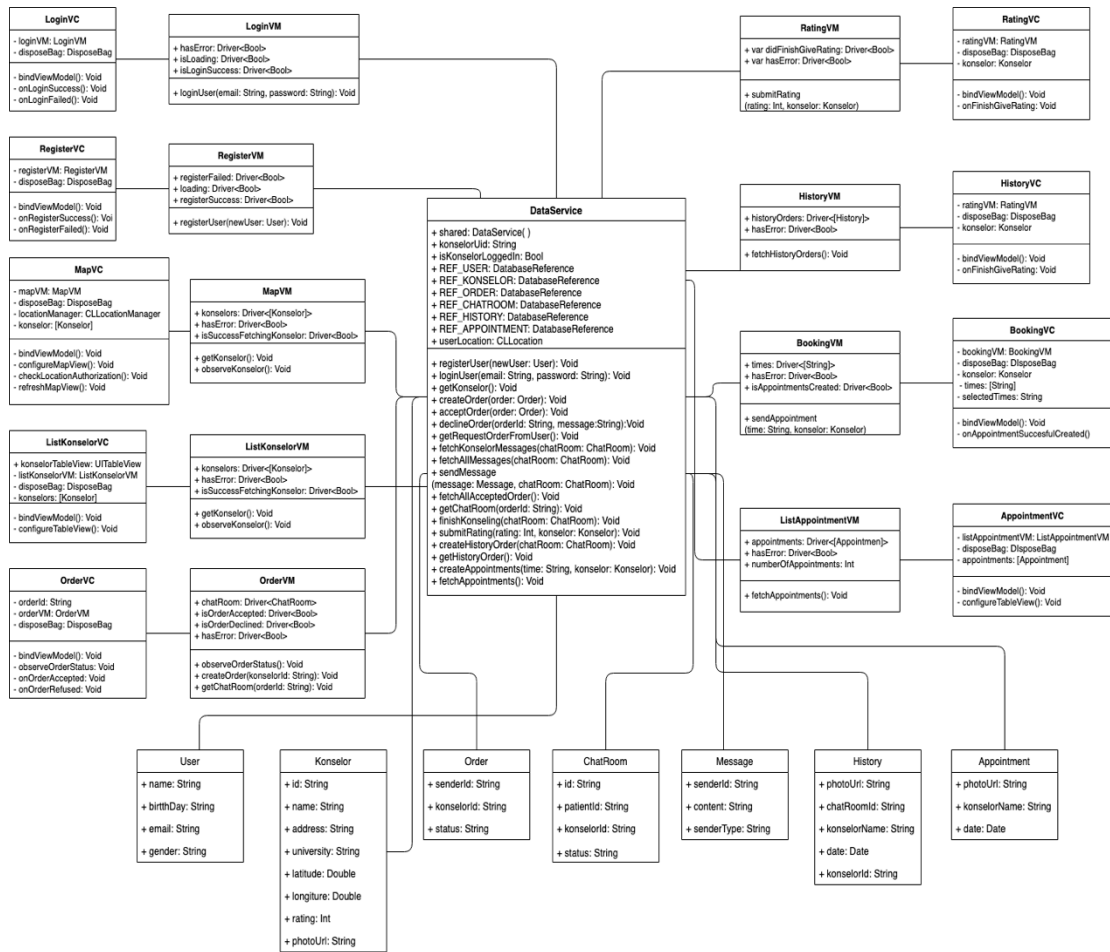 LoginVC
- loginVM: LoginVM
- disposeBag: DisposeBag
- bindViewModel(): Void
- onLoginSuccess(): Void
- onLoginFailed(): Void
LoginVM
+ hasError: Driver<Bool>
+ isLoading: Driver<Bool>
+ isLoginSuccess: Driver<Bool>
+ loginUser(email: String, password: String): Void
RatingVM
+ var didFinishGiveRating: Driver<Bool>
+ var hasError: Driver<Bool>
+ submitRating
(rating: Int, konselor: Konselor)
RatingVC
- ratingVM: RatingVM
- disposeBag: DisposeBag
- konselor: Konselor
- bindViewModel(): Void
- onFinishGiveRating: Void
RegisterVC
- registerVM: RegisterVM
- disposeBag: DisposeBag
- bindViewModel(): Void
- onRegisterSuccess(): Voi
- onRegisterFailed(): Void
RegisterVM
+ registerFailed: Driver<Bool>
+ loading: Driver<Bool>
+ registerSuccess: Driver<Bool>
+ registerUser(newUser: User): Void
DataService
+ shared: DataService( )
+ konselorUid: String
+ isKonselorLoggedIn: Bool
+ REF_USER: DatabaseReference
+ REF_KONSELOR: DatabaseReference
+ REF_ORDER: DatabaseReference
+ REF_CHATROOM: DatabaseReference
+ REF_HISTORY: DatabaseReference
+ REF_APPOINTMENT: DatabaseReference
+ userLocation: CLLocation
+ registerUser(newUser: User): Void
+ loginUser(email: String, password: String): Void
+ getKonselor(): Void
+ createOrder(order: Order): Void
+ acceptOrder(order: Order): Void
+ declineOrder(orderId: String, message:String):Void
+ getRequestOrderFromUser(): Void
+ fetchKonselorMessages(chatRoom: ChatRoom): Void
+ fetchAllMessages(chatRoom: ChatRoom): Void
+ sendMessage
(message: Message, chatRoom: ChatRoom): Void
+ fetchAllAcceptedOrder(): Void
+ getChatRoom(orderId: String): Void
+ finishKonseling(chatRoom: ChatRoom): Void
+ submitRating(rating: Int, konselor: Konselor): Void
+ createHistoryOrder(chatRoom: ChatRoom): Void
+ getHistoryOrder(): Void
+ createAppointments(time: String, konselor: Konselor): Void
+ fetchAppointments(): Void
HistoryVM
+ historyOrders: Driver<[History]>
+ hasError: Driver<Bool>
+ fetchHistoryOrders(): Void
HistoryVC
- ratingVM: RatingVM
- disposeBag: DisposeBag
- konselor: Konselor
- bindViewModel(): Void
- onFinishGiveRating: Void
MapVC
- mapVM: MapVM
- disposeBag: DisposeBag
- locationManager: CLLocationManager
- konselor: [Konselor]
- bindViewModel(): Void
- configureMapView(): Void
- checkLocationAuthorization(): Void
- refreshMapView(): Void
MapVM
+ konselors: Driver<[Konselor]>
+ hasError: Driver<Bool>
+ isSuccessFetchingKonselor: Driver<Bool>
+ getKonselor(): Void
+ observeKonselor(): Void
BookingVM
+ times: Driver<[String]>
+ hasError: Driver<Bool>
+ isAppointmentsCreated: Driver<Bool>
+ sendAppointment
(time: String, konselor: Konselor)
BookingVC
- bookingVM: BookingVM
- disposeBag: DIsposeBag
- konselor: Konselor
- times: [String]
- selectedTimes: String
- bindViewModel(): Void
- onAppointmentSuccesfulCreated()
ListKonselorVC
+ konselorTableView: UITableView
- listKonselorVM: ListKonselorVM
- disposeBag: DisposeBag
- konselors: [Konselor]
- bindViewModel(): Void
- configureTableView(): Void
ListKonselorVM
+ konselors: Driver<[Konselor]>
+ hasError: Driver<Bool>
+ isSuccessFetchingKonselor: Driver<Bool>
+ getKonselor(): Void
+ observeKonselor(): Void
ListAppointmentVM
+ appointments: Driver<[Appointmen]>
+ hasError: Driver<Bool>
+ numberOfAppointments: Int
+ fetchAppointments(): Void
AppointmentVC
- listAppointmentVM: ListAppointmentVM
- disposeBag: DIsposeBag
- appointments: [Appointment]
- bindViewModel(): Void
- configureTableView(): Void
OrderVC
- orderId: String
- orderVM: OrderVM
- disposeBag: DisposeBag
- bindViewModel(): Void
- observeOrderStatus: Void
- onOrderAccepted: Void
- onOrderRefused: Void
OrderVM
+ chatRoom: Driver<ChatRoom>
+ isOrderAccepted: Driver<Bool>
+ isOrderDeclined: Driver<Bool>
+ hasError: Driver<Bool>
+ observeOrderStatus(): Void
+ createOrder(konselorId: String): Void
+ getChatRoom(orderId: String): Void
User
+ name: String
+ birtthDay: String
+ email: String
+ gender: String
Konselor
+ id: String
+ name: String
+ address: String
+ university: String
+ latitude: Double
+ longiture: Double
+ rating: Int
+ photoUrl: String
Order
+ senderId: String
+ konselorId: String
+ status: String
ChatRoom
+ id: String
+ patientId: String
+ konselorId: String
+ status: String
Message
+ senderId: String
+ content: String
+ senderType: String
History
+ photoUrl: String
+ chatRoomId: String
+ konselorName: String
+ date: Date
+ konselorId: String
Appointment
+ photoUrl: String
+ konselorName: String
+ date: Date